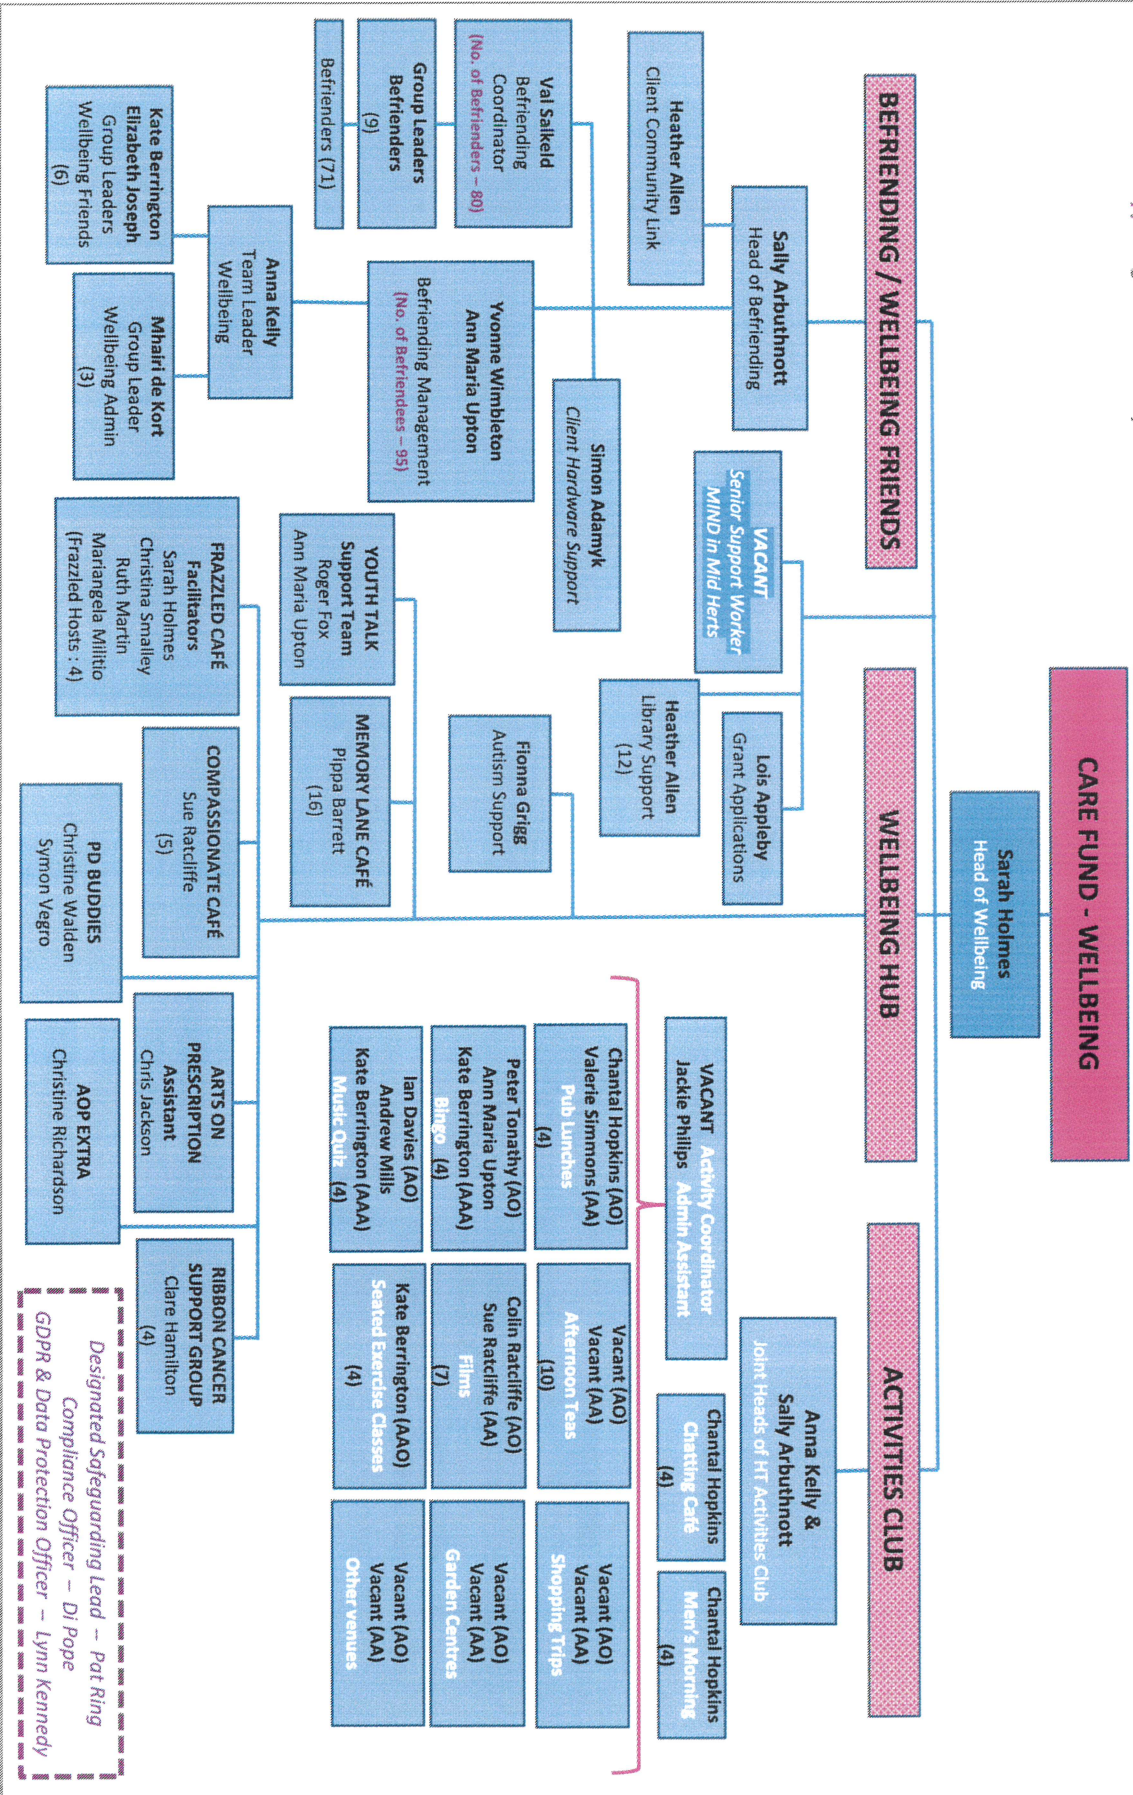 CARE FUND - WELLBEING
Sarah Holmes
Head of Wellbeing
BEFRIENDING / WELLBEING FRIENDS
WELLBEING HUB
ACTIVITIES CLUB
Sally Arbuthnott
Head of Befriending
Heather Allen
Client Community Link
Val Salkeld
Befriending
Coordinator
(No. of Befrienders – 80)
Group Leaders
Befrienders
(9)
Befrienders (71)
Simon Adamyk
Client Hardware Support
Yvonne Wimbleton
Ann Maria Upton
Befriending Management
(No. of Befriendees – 95)
Anna Kelly
Team Leader
Wellbeing
Kate Berrington
Elizabeth Joseph
Group Leaders
Wellbeing Friends
(6)
Mhairi de Kort
Group Leader
Wellbeing Admin
(3)
VACANT
Senior Support Worker
MIND in Mid Herts
Lois Appleby
Grant Applications
Heather Allen
Library Support
(12)
Fionna Grigg
Autism Support
YOUTH TALK
Support Team
Roger Fox
Ann Maria Upton
MEMORY LANE CAFÉ
Pippa Barrett
(16)
FRAZZLED CAFÉ
Facilitators
Sarah Holmes
Christina Smalley
Ruth Martin
Mariangela Militio
(Frazzled Hosts : 4)
COMPASSIONATE CAFÉ
Sue Ratcliffe
(5)
PD BUDDIES
Christine Walden
Symon Vegro
ARTS ON
PRESCRIPTION
Assistant
Chris Jackson
AOP EXTRA
Christine Richardson
RIBBON CANCER
SUPPORT GROUP
Clare Hamilton
(4)
Anna Kelly &
Sally Arbuthnott
Joint Heads of HT Activities Club
VACANT Activity Coordinator
Jackie Philips Admin Assistant
Chantal Hopkins
Chatting Café
(4)
Chantal Hopkins
Men's Morning
(4)
Chantal Hopkins (AO)
Valerie Simmons (AA)
Pub Lunches
(4)
Vacant (AO)
Vacant (AA)
Afternoon Teas
(10)
Vacant (AO)
Vacant (AA)
Shopping Trips
Peter Tonathy (AO)
Ann Maria Upton
Kate Berrington (AAA)
Bingo (4)
Colin Ratcliffe (AO)
Sue Ratcliffe (AA)
Films
(7)
Vacant (AO)
Vacant (AA)
Garden Centres
Ian Davies (AO)
Andrew Mills
Kate Berrington (AAA)
Music Quiz (4)
Kate Berrington (AAO)
Seated Exercise Classes
(4)
Vacant (AO)
Vacant (AA)
Other venues
Designated Safeguarding Lead – Pat Ring
Compliance Officer – Di Pope
GDPR & Data Protection Officer – Lynn Kennedy